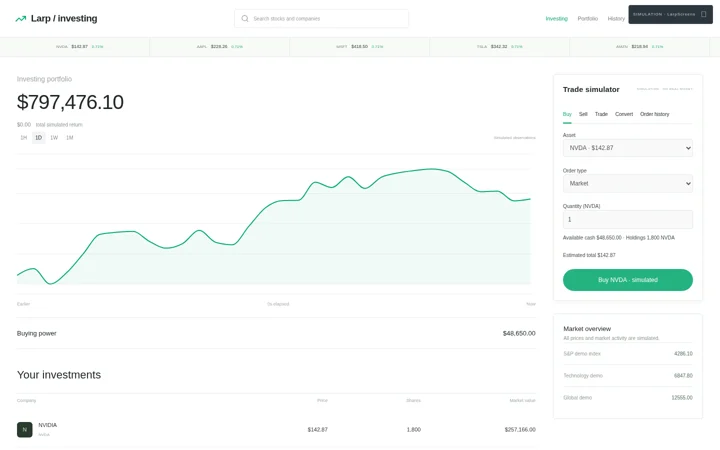 Larp / investing
Search stocks and companies
Investing
Portfolio
History
SIMULATION · LarpScreens
NVDA $142.87
AAPL $226.26
MSFT $418.50
TSLA $342.32
AMZN $218.94
Investing portfolio
$797,476.10
$0.00 total simulated return
1H 1D 1W 1M
Simulated observations
Earlier
Now
Buying power $48,650.00
Your investments
Company Price Shares Market value
N
NVIDIA
NVDA
$142.87 1,800 $257,166.00
Trade simulator
Buy Sell Trade Convert Order history
Asset
NVDA · $142.87
Order type
Market
Quantity (NVDA)
1
Available cash $48,650.00 · Holdings 1,800 NVDA
Estimated total $142.87
Buy NVDA · simulated
Market overview
All prices and market activity are simulated.
S&P demo index 4286.10
Technology demo 6847.80
Global demo 12555.00